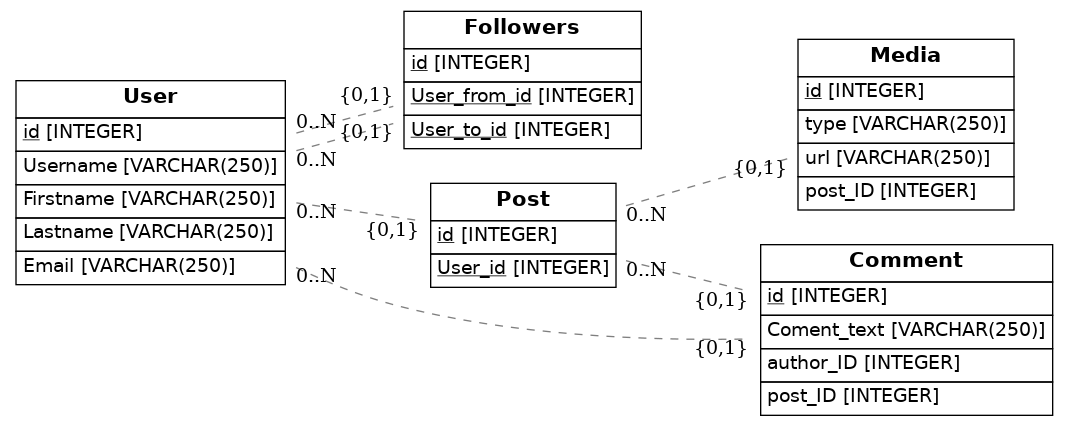 User
id [INTEGER]
Username [VARCHAR(250)]
Firstname [VARCHAR(250)]
Lastname [VARCHAR(250)]
Email [VARCHAR(250)]
0..N
0..N
0..N
0..N
{0,1}
{0,1}
{0,1}
Followers
id [INTEGER]
User_from_id [INTEGER]
User_to_id [INTEGER]
Post
id [INTEGER]
User_id [INTEGER]
0..N
0..N
{0,1}
{0,1}
{0,1}
Media
id [INTEGER]
type [VARCHAR(250)]
url [VARCHAR(250)]
post_ID [INTEGER]
Comment
id [INTEGER]
Coment_text [VARCHAR(250)]
author_ID [INTEGER]
post_ID [INTEGER]